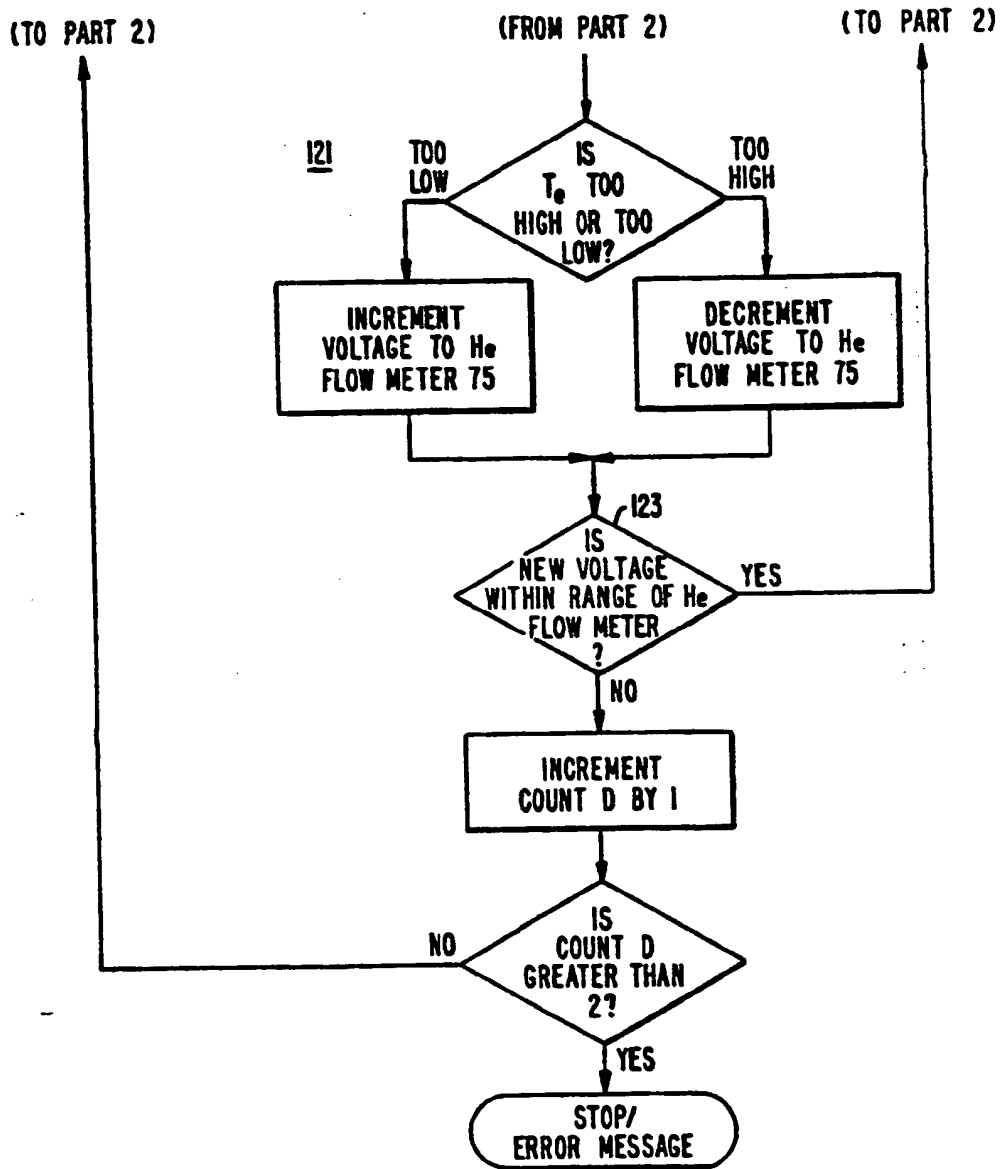 (TO PART 2)
(FROM PART 2)
(TO PART 2)
121
TOO
LOW
IS
Te TOO
HIGH OR TOO
LOW?
TOO
HIGH
INCREMENT
VOLTAGE TO He
FLOW METER 75
DECREMENT
VOLTAGE TO He
FLOW METER 75
123
IS
NEW VOLTAGE
WITHIN RANGE OF He
FLOW METER
?
YES
NO
INCREMENT
COUNT D BY 1
IS
COUNT D
GREATER THAN
2?
NO
YES
STOP/
ERROR MESSAGE